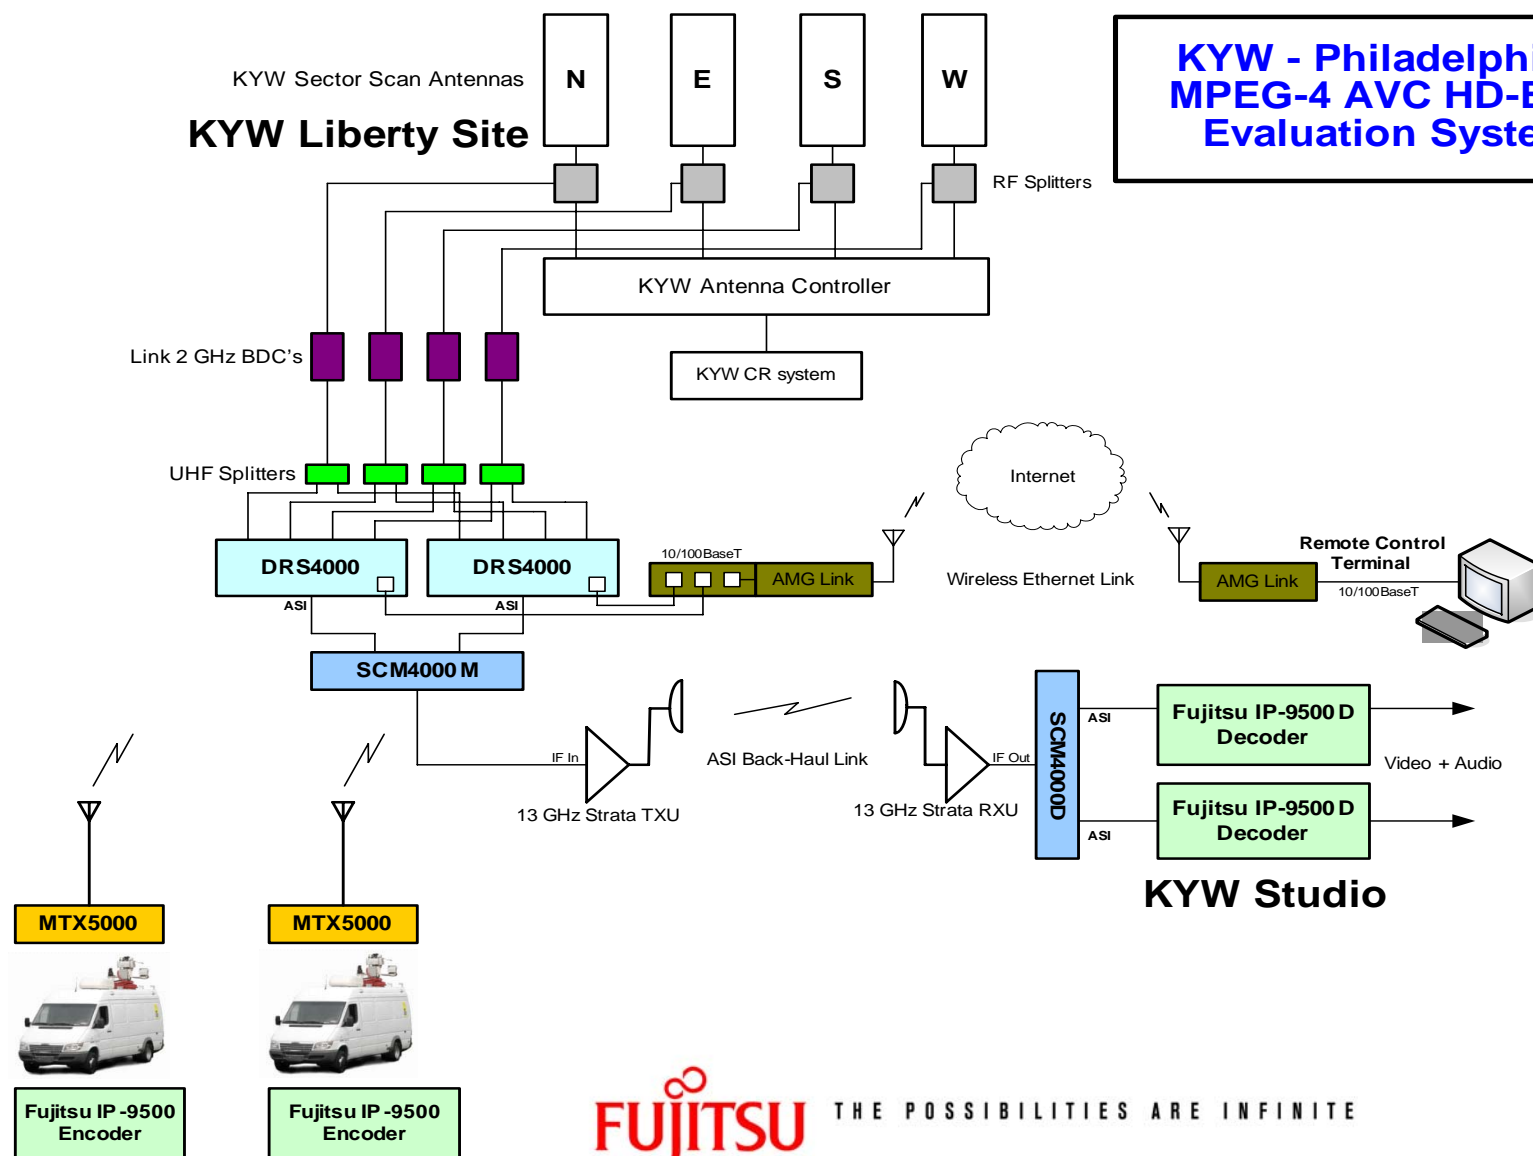 KYW - Philadelphi
MPEG-4 AVC HD-E
Evaluation Syste
KYW Sector Scan Antennas
N
E
S
W
KYW Liberty Site
RF Splitters
KYW Antenna Controller
Link 2 GHz BDC's
KYW CR system
UHF Splitters
Internet
DRS4000
DRS4000
10/100BaseT
AMG Link
Wireless Ethernet Link
AMG Link
Remote Control
Terminal
10/100BaseT
ASI
ASI
SCM4000 M
IF In
13 GHz Strata TXU
ASI Back-Haul Link
IF Out
13 GHz Strata RXU
SCM4000D
ASI
ASI
Fujitsu IP-9500 D
Decoder
Video + Audio
Fujitsu IP-9500 D
Decoder
KYW Studio
MTX5000
MTX5000
Fujitsu IP -9500
Encoder
Fujitsu IP -9500
Encoder
FUJITSU
THE POSSIBILITIES ARE INFINITE